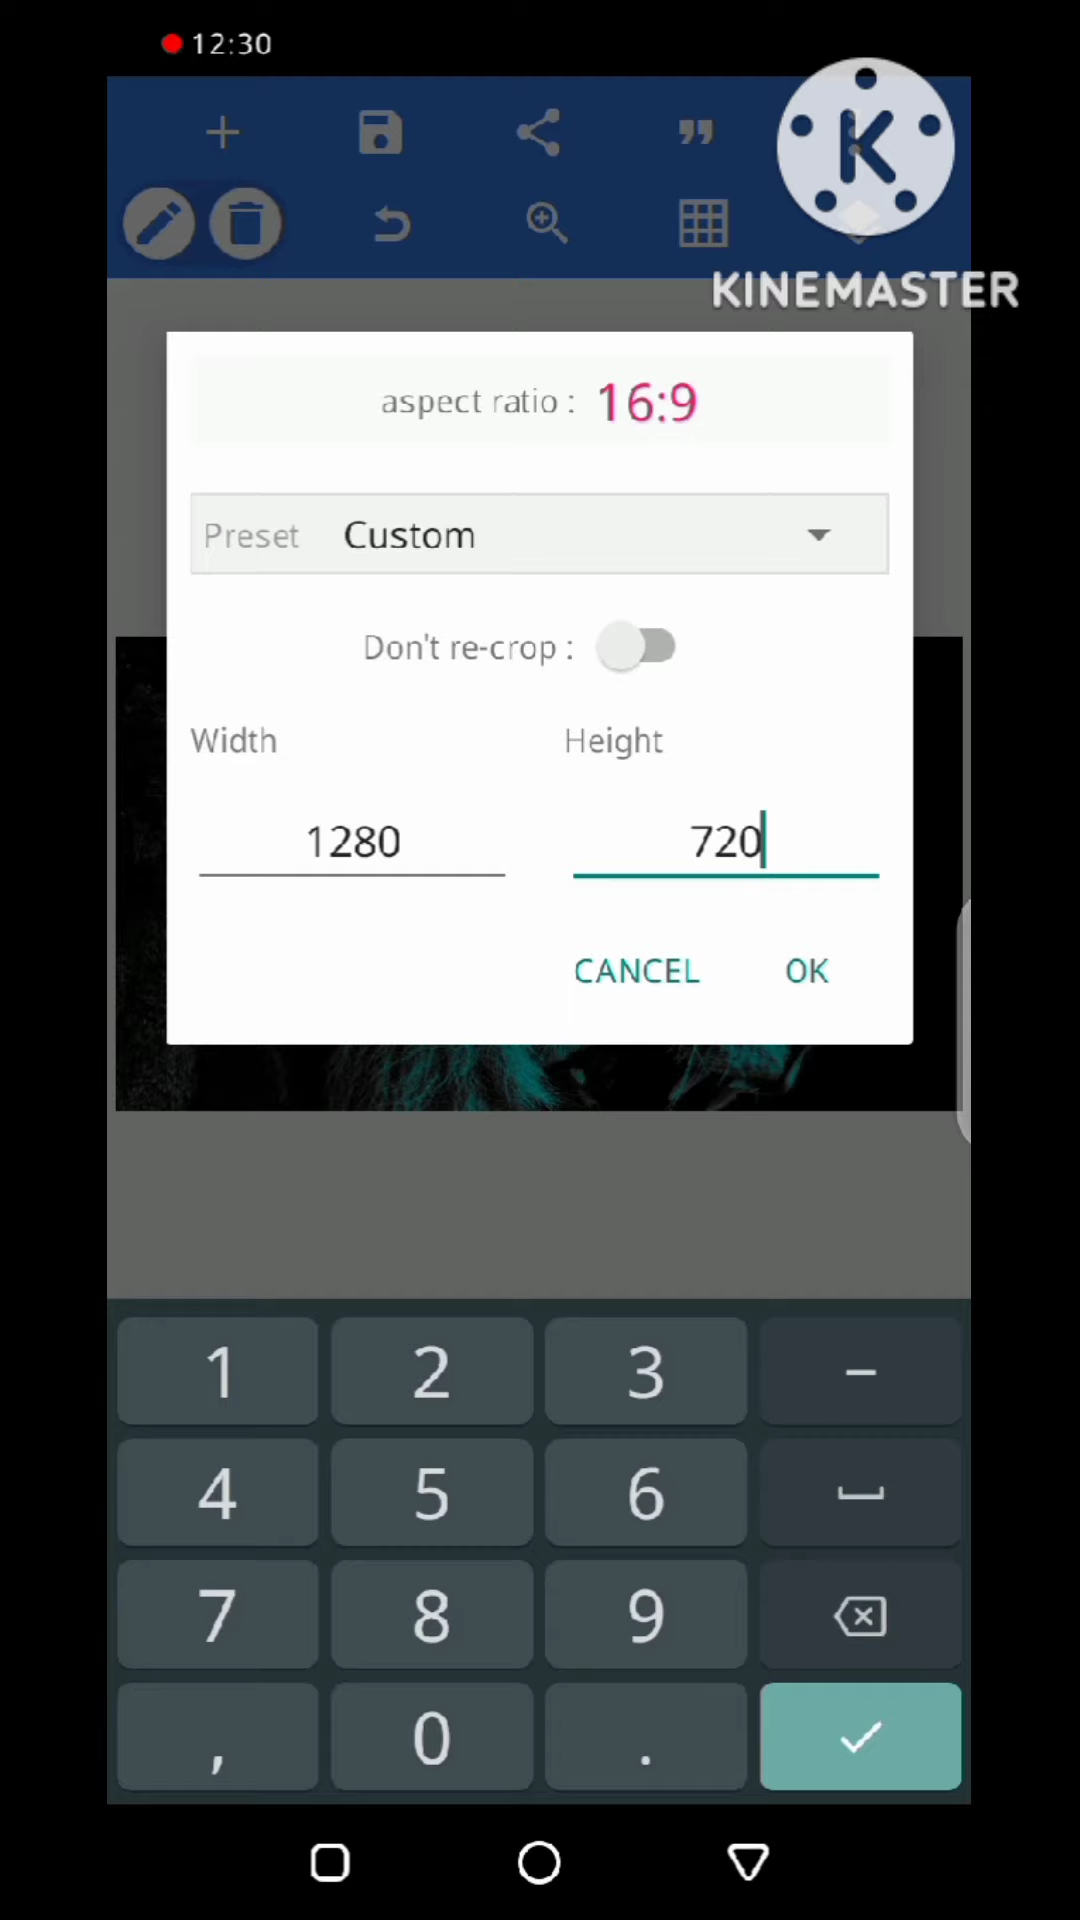 12:30
K
KINEMASTER
aspect ratio : 16:9
Preset Custom
Don't re-crop :
Width Height
1280 720
CANCEL OK
1 2 3 –
4 5 6
7 8 9
, 0 .